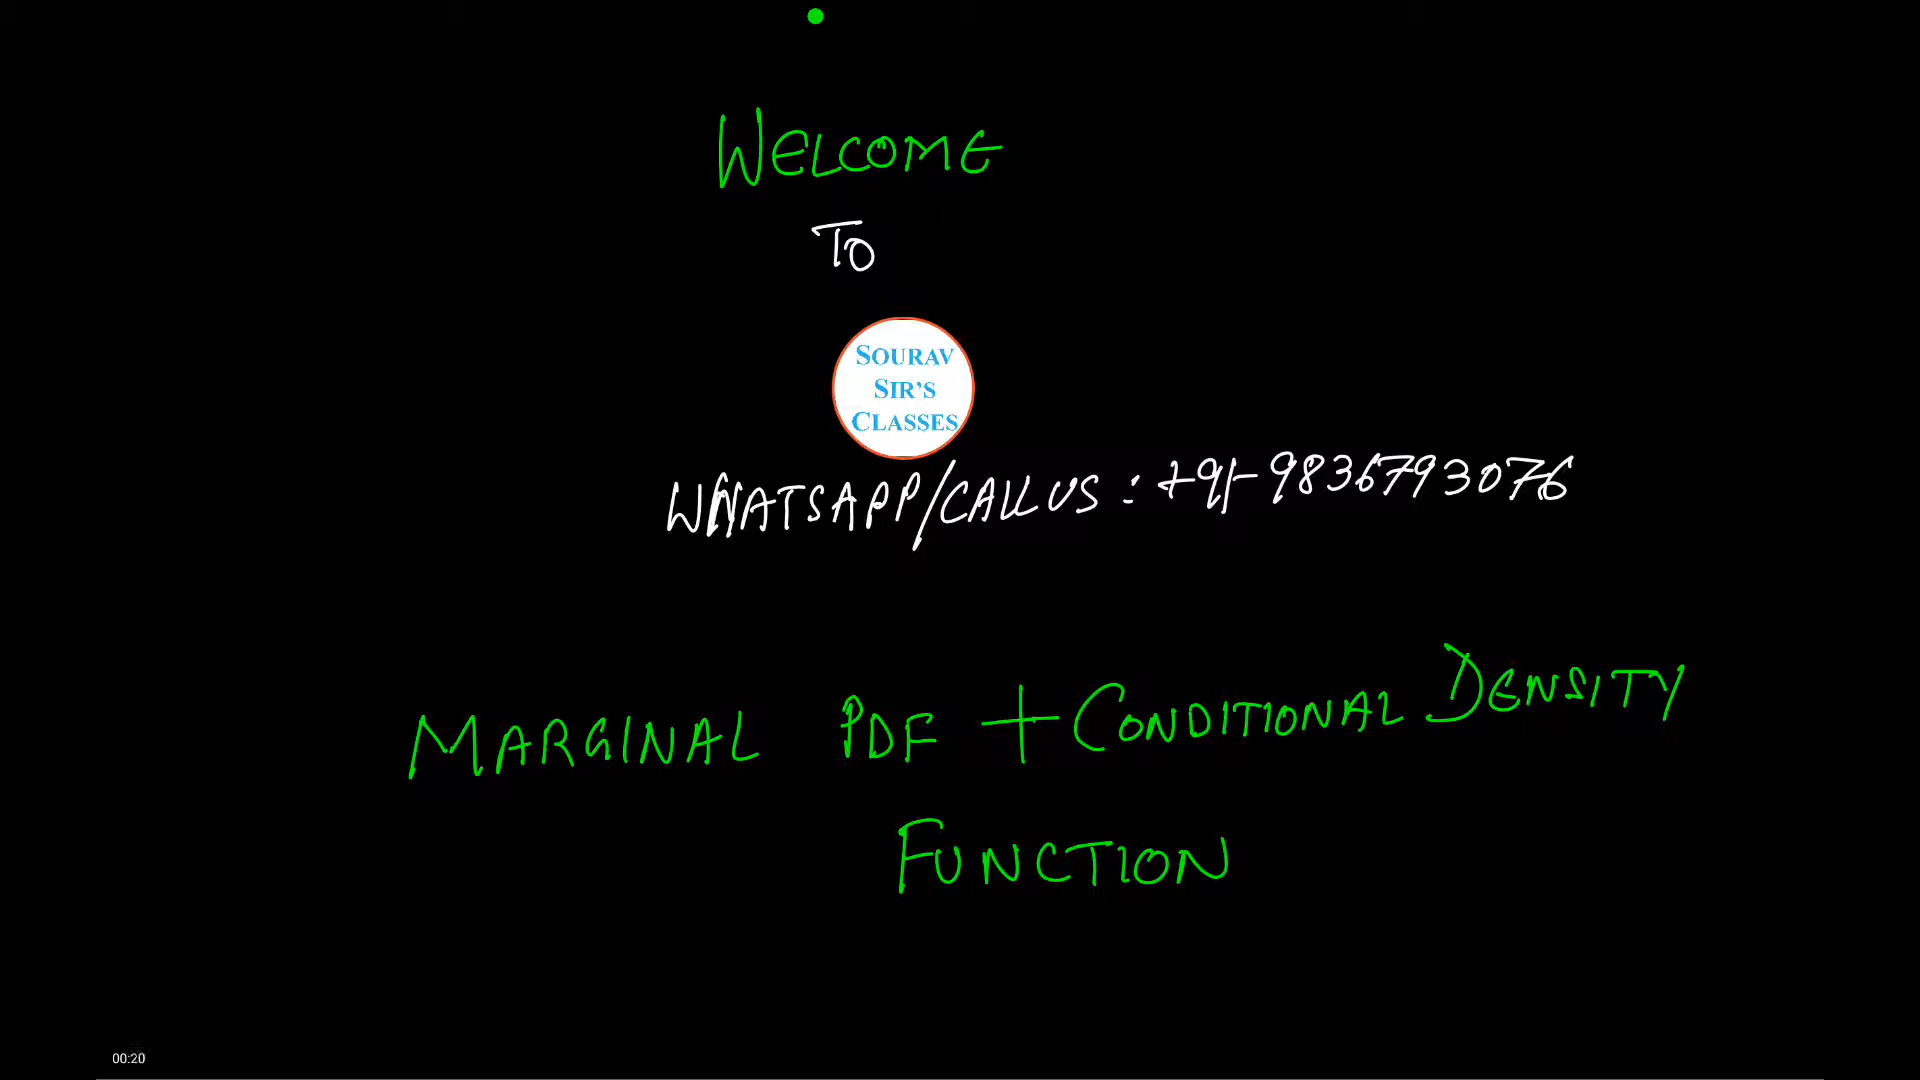 WELCOME
TO
SOURAV
SIR'S
CLASSES
WHATSAPP/CALL US : +91-9836793076
MARGINAL PDF + CONDITIONAL DENSITY
FUNCTION
00:20